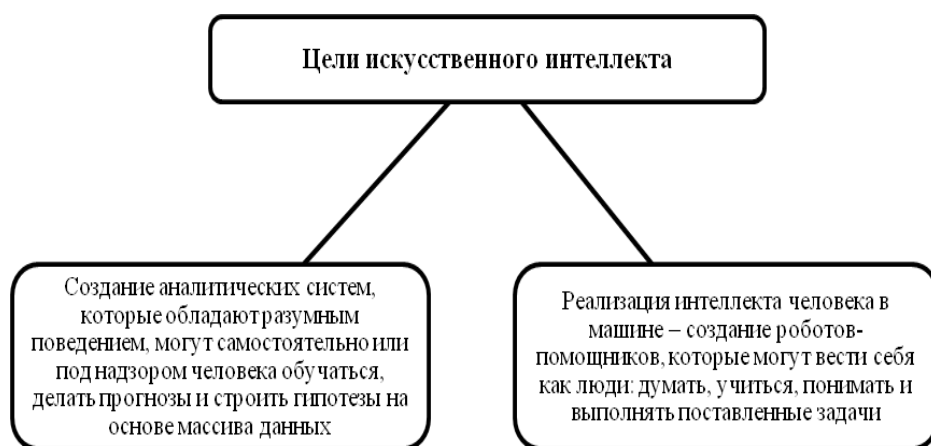 Цели искусственного интеллекта
Создание аналитических систем,
которые обладают разумным
поведением, могут самостоятельно или
под надзором человека обучаться,
делать прогнозы и строить гипотезы на
основе массива данных
Реализация интеллекта человека в
машине – создание роботов-
помощников, которые могут вести себя
как люди: думать, учиться, понимать и
выполнять поставленные задачи